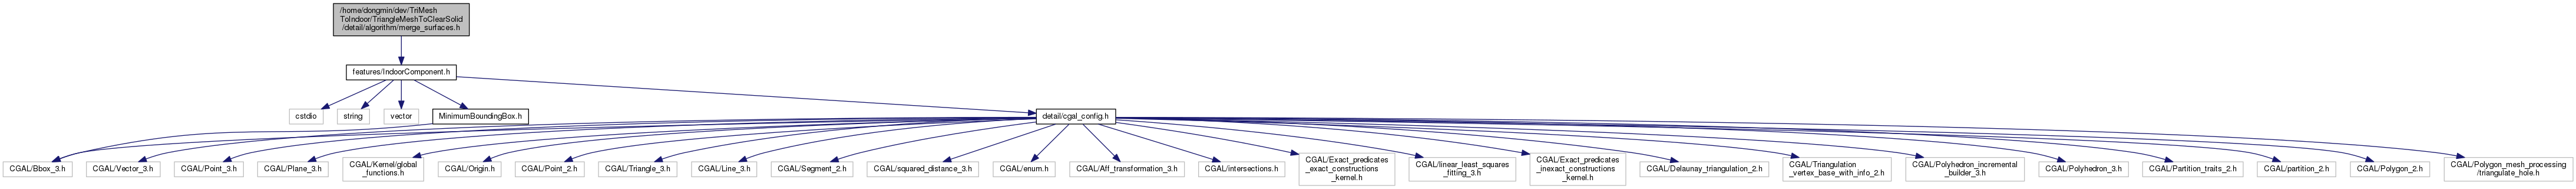 /home/dongmin/dev/TriMesh
ToIndoor/TriangleMeshToClearSolid
/detail/algorithm/merge_surfaces.h
features/IndoorComponent.h
cstdio
string
vector
MinimumBoundingBox.h
detail/cgal_config.h
CGAL/Bbox_3.h
CGAL/Vector_3.h
CGAL/Point_3.h
CGAL/Plane_3.h
CGAL/Kernel/global
_functions.h
CGAL/Origin.h
CGAL/Point_2.h
CGAL/Triangle_3.h
CGAL/Line_3.h
CGAL/Segment_2.h
CGAL/squared_distance_3.h
CGAL/enum.h
CGAL/Aff_transformation_3.h
CGAL/intersections.h
CGAL/Exact_predicates
_exact_constructions
_kernel.h
CGAL/linear_least_squares
_fitting_3.h
CGAL/Exact_predicates
_inexact_constructions
_kernel.h
CGAL/Delaunay_triangulation_2.h
CGAL/Triangulation
_vertex_base_with_info_2.h
CGAL/Polyhedron_incremental
_builder_3.h
CGAL/Polyhedron_3.h
CGAL/Partition_traits_2.h
CGAL/partition_2.h
CGAL/Polygon_2.h
CGAL/Polygon_mesh_processing
/triangulate_hole.h